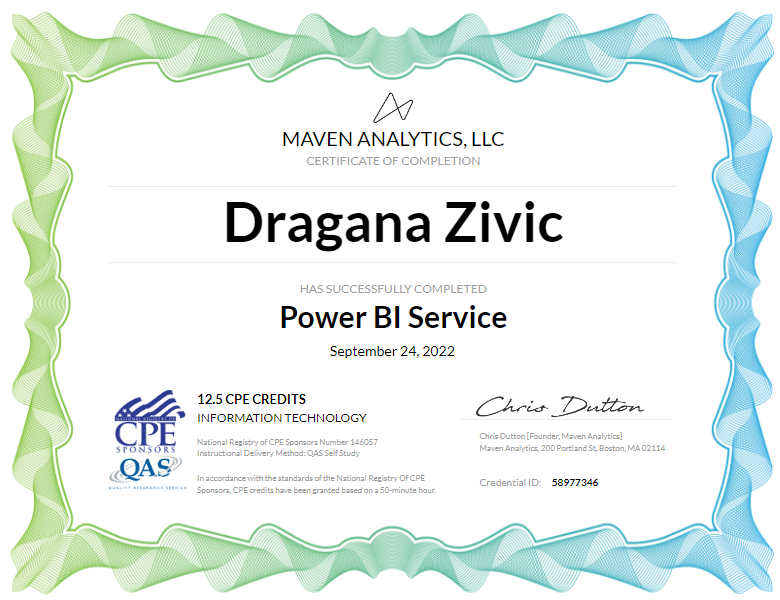 MAVEN ANALYTICS, LLC
CERTIFICATE OF COMPLETION
Dragana Zivic
HAS SUCCESSFULLY COMPLETED
Power BI Service
September 24, 2022
NATIONAL REGISTRY OF
CPE
SPONSORS
QAS
QUALITY ASSURANCE SERVICE
12.5 CPE CREDITS
INFORMATION TECHNOLOGY
National Registry of CPE Sponsors Number 146057
Instructional Delivery Method: QAS Self Study
In accordance with the standards of the National Registry Of CPE
Sponsors, CPE credits have been granted based on a 50-minute hour.
Chris Dutton
Chris Dutton [Founder, Maven Analytics]
Maven Analytics, 200 Portland St, Boston, MA 02114
Credential ID: 58977346